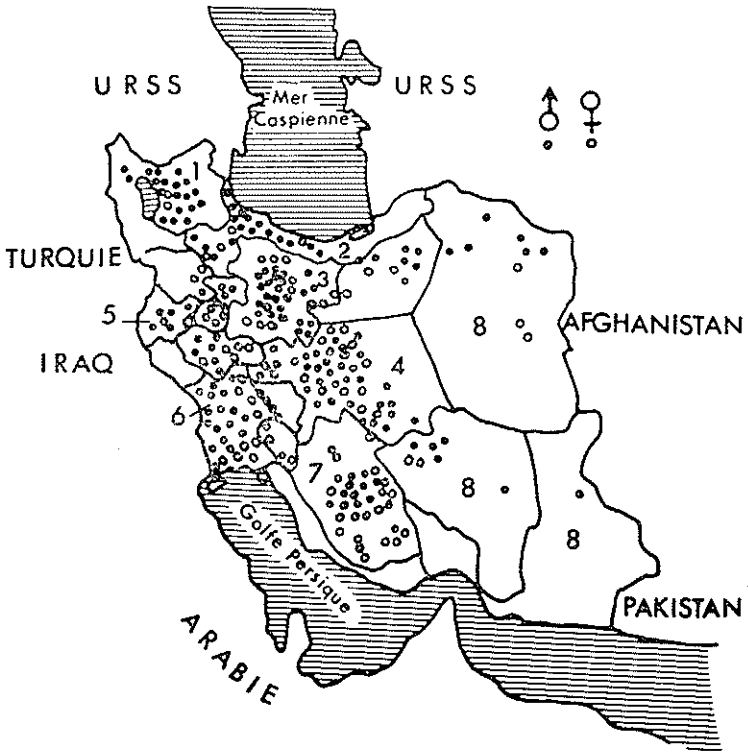 URSS
URSS
Mer
Caspienne
♂ ♀
1
TURQUIE
2
3
5
8
AFGHANISTAN
IRAQ
4
6
7
8
8
Golfe Persique
PAKISTAN
ARABIE